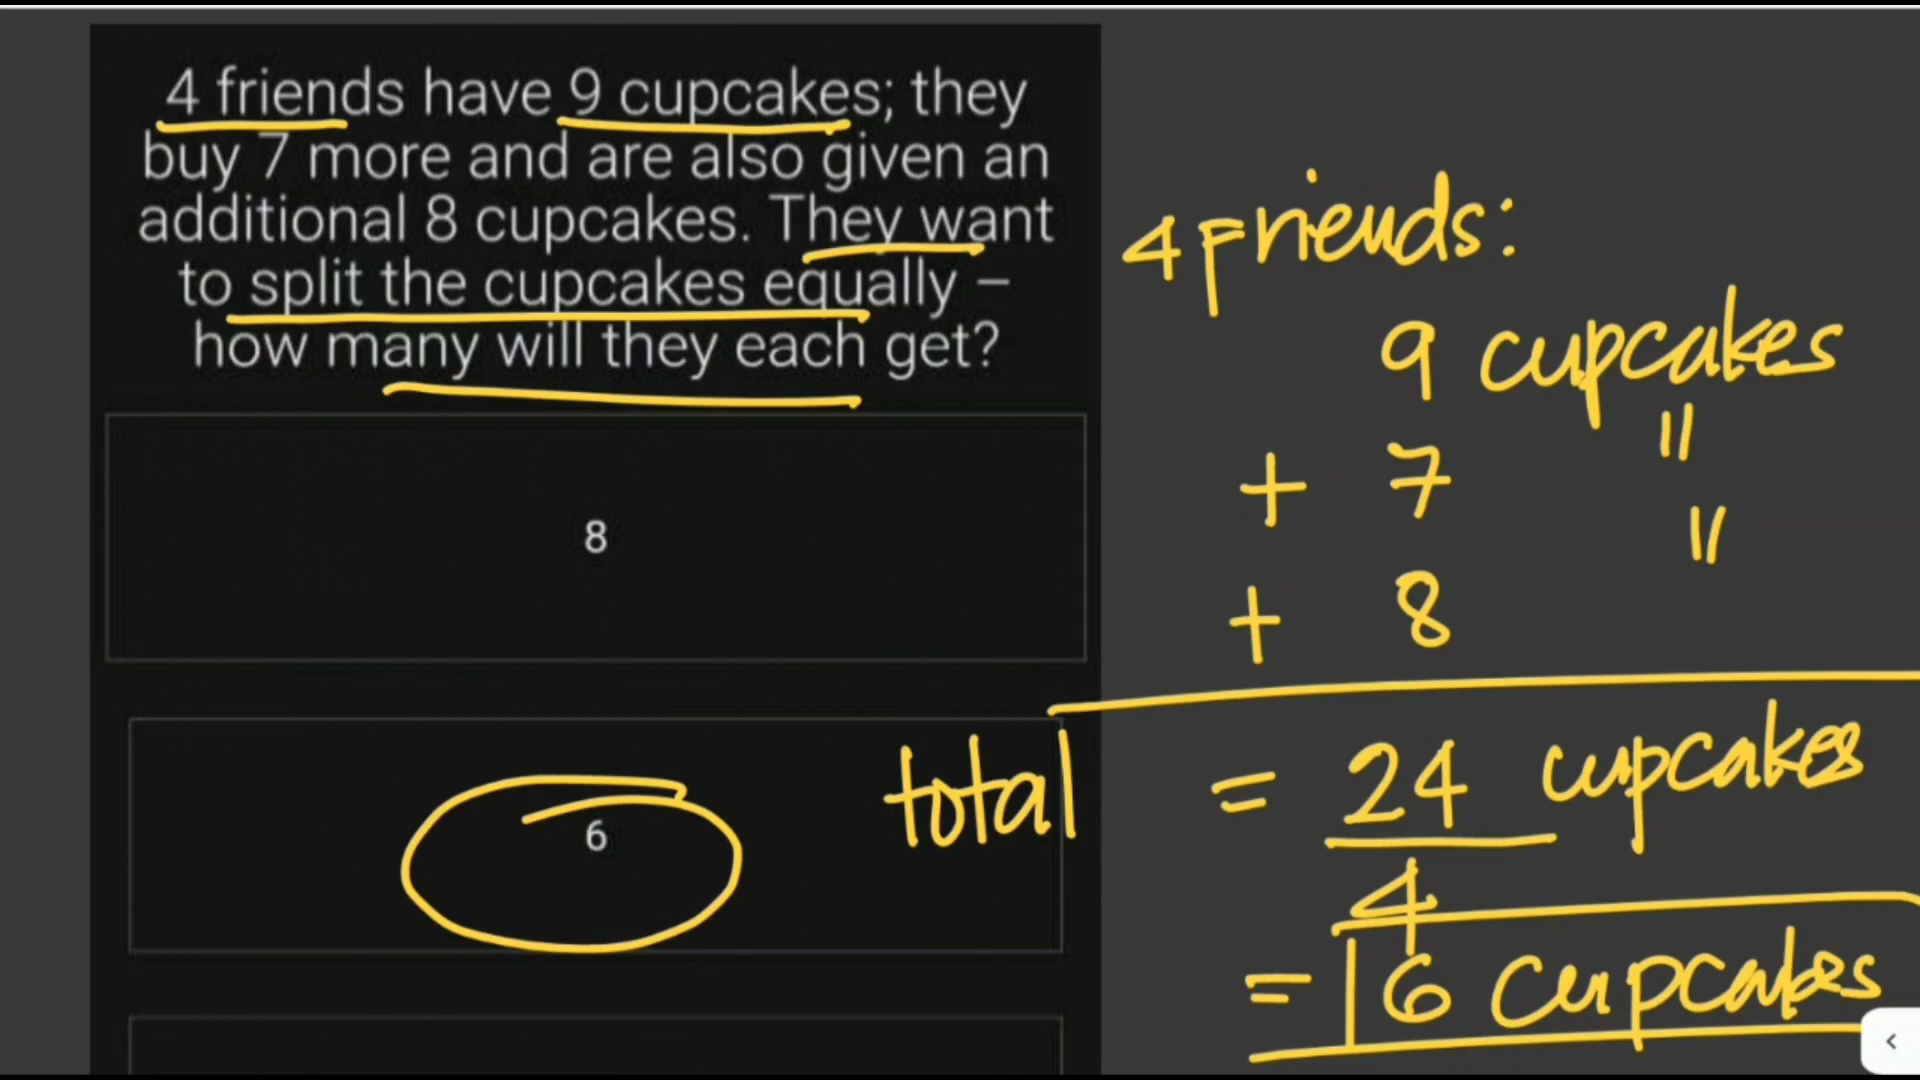 4 friends have 9 cupcakes; they
buy 7 more and are also given an
additional 8 cupcakes. They want
to split the cupcakes equally –
how many will they each get?
8
6
4 Friends:
9 cupcakes
+ 7 "
+ 8 "
total = 24 cupcakes
4
= 6 cupcakes
<